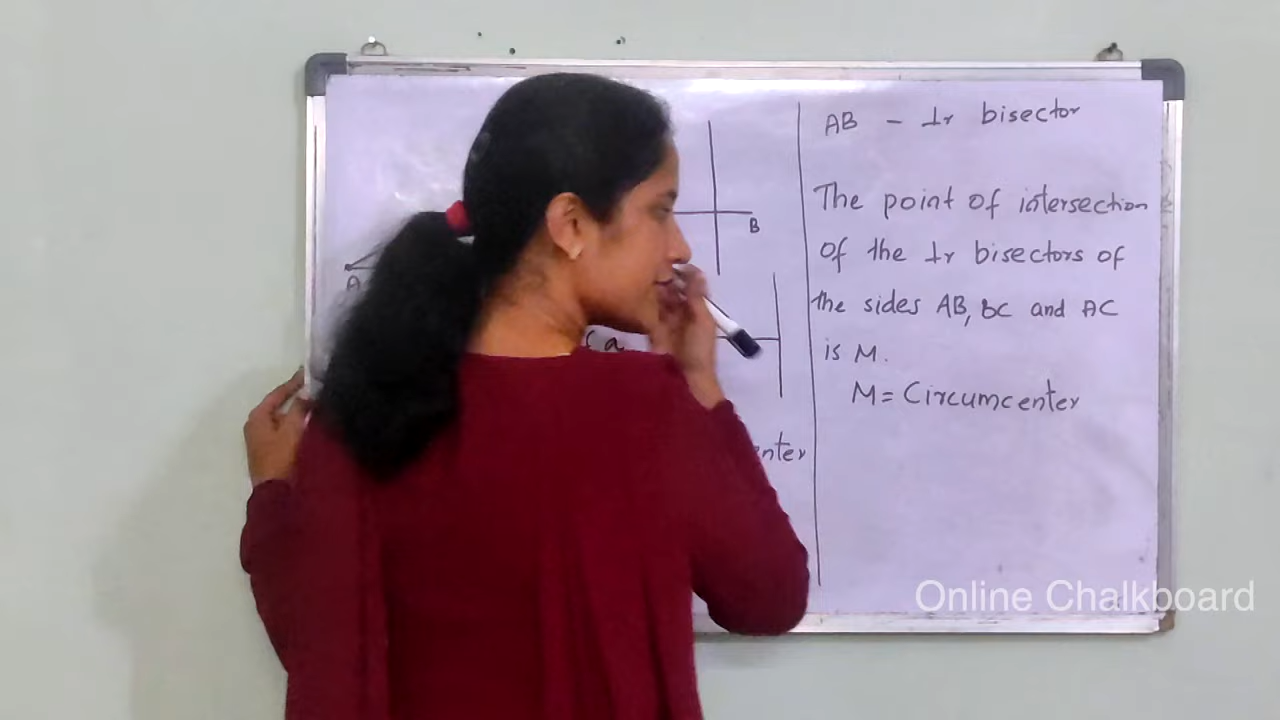 B
A
AB - ⊥r bisector
The point of intersection
of the ⊥r bisectors of
the sides AB, BC and AC
is M.
M = Circumcenter
Online Chalkboard